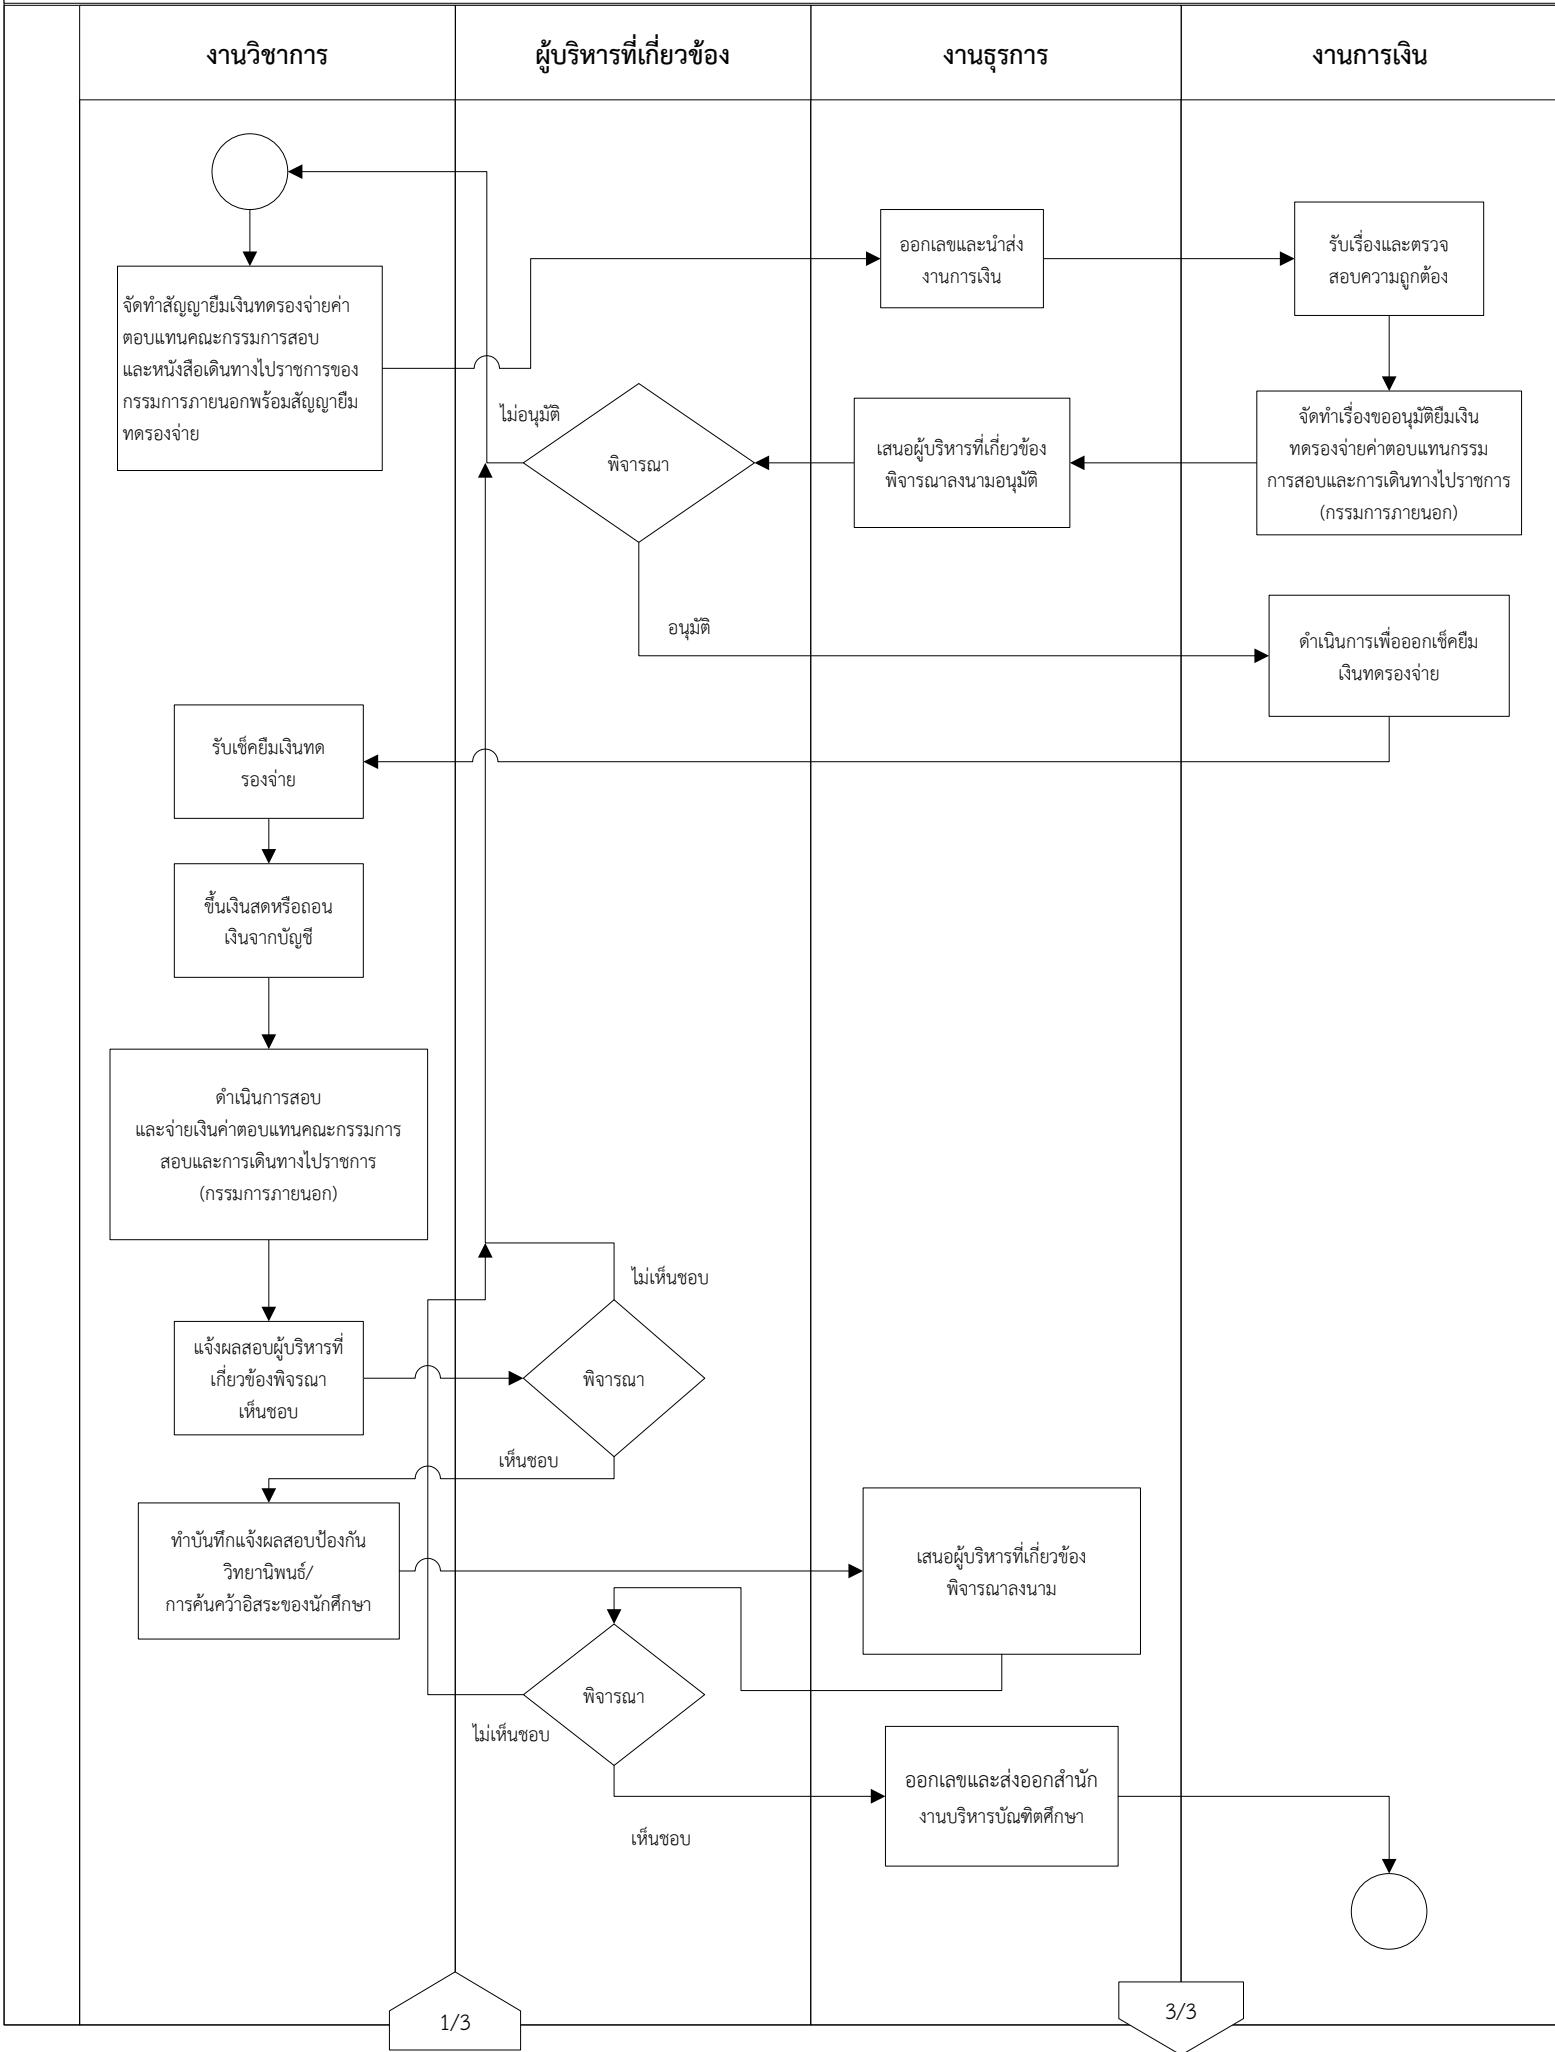 งานวิชาการ
ผู้บริหารที่เกี่ยวข้อง
งานธุรการ
งานการเงิน
ออกเลขและนำส่ง
งานการเงิน
รับเรื่องและตรวจ
สอบความถูกต้อง
จัดทำสัญญายืมเงินทดรองจ่ายค่า
ตอบแทนคณะกรรมการสอบ
และหนังสือเดินทางไปราชการของ
กรรมการภายนอกพร้อมสัญญายืม
ทดรองจ่าย
ไม่อนุมัติ
พิจารณา
เสนอผู้บริหารที่เกี่ยวข้อง
พิจารณาลงนามอนุมัติ
จัดทำเรื่องขออนุมัติยืมเงิน
ทดรองจ่ายค่าตอบแทนกรรม
การสอบและการเดินทางไปราชการ
(กรรมการภายนอก)
อนุมัติ
ดำเนินการเพื่อออกเช็คยืม
เงินทดรองจ่าย
รับเช็คยืมเงินทด
รองจ่าย
ขึ้นเงินสดหรือถอน
เงินจากบัญชี
ดำเนินการสอบ
และจ่ายเงินค่าตอบแทนคณะกรรมการ
สอบและการเดินทางไปราชการ
(กรรมการภายนอก)
ไม่เห็นชอบ
แจ้งผลสอบผู้บริหารที่
เกี่ยวข้องพิจรณา
เห็นชอบ
พิจารณา
เห็นชอบ
ทำบันทึกแจ้งผลสอบป้องกัน
วิทยานิพนธ์/
การค้นคว้าอิสระของนักศึกษา
เสนอผู้บริหารที่เกี่ยวข้อง
พิจารณาลงนาม
พิจารณา
ไม่เห็นชอบ
ออกเลขและส่งออกสำนัก
งานบริหารบัณฑิตศึกษา
เห็นชอบ
1/3
3/3